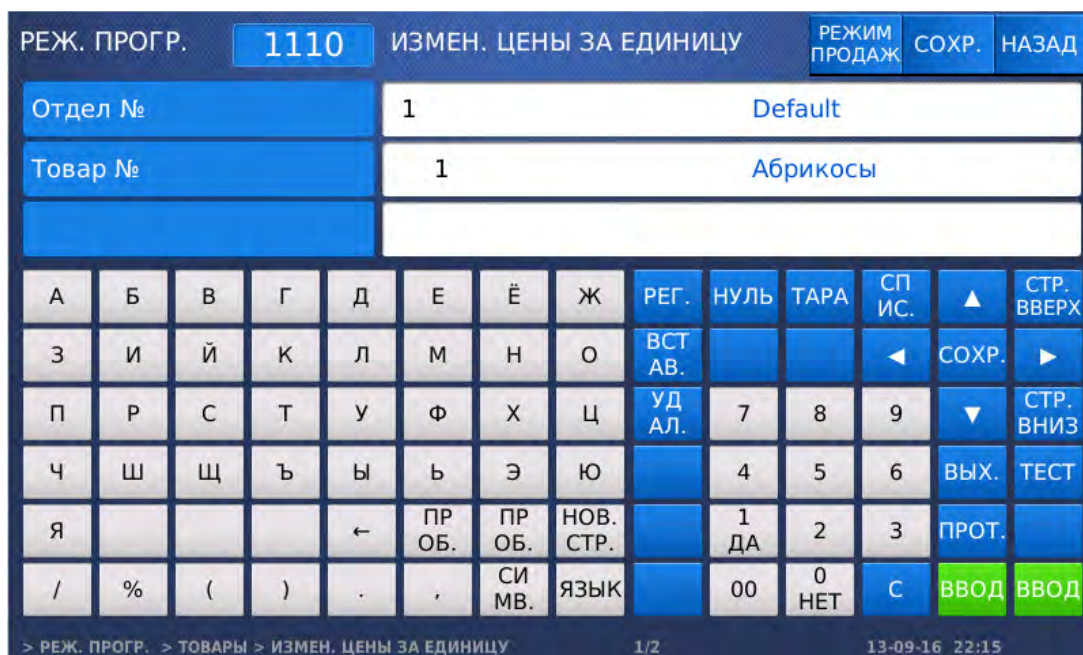 РЕЖ. ПРОГР. 1110 ИЗМЕН. ЦЕНЫ ЗА ЕДИНИЦУ РЕЖИМ ПРОДАЖ СОХР. НАЗАД
Отдел № 1 Default
Товар № 1 Абрикосы
А Б В Г Д Е Ё Ж РЕГ. НУЛЬ ТАРА СП ИС. ▲ СТР. ВВЕРХ
З И Й К Л М Н О ВСТ АВ. ◀ СОХР. ▶
П Р С Т У Ф Х Ц УД АЛ. 7 8 9 ▼ СТР. ВНИЗ
Ч Ш Щ Ъ Ы Ь Э Ю 4 5 6 ВЫХ. ТЕСТ
Я ← ПР ОБ. ПР ОБ. НОВ. СТР. 1 ДА 2 3 ПРОТ.
/ % ( ) . , СИ МВ. ЯЗЫК 00 0 НЕТ С ВВОД ВВОД
> РЕЖ. ПРОГР. > ТОВАРЫ > ИЗМЕН. ЦЕНЫ ЗА ЕДИНИЦУ 1/2 13-09-16 22:15